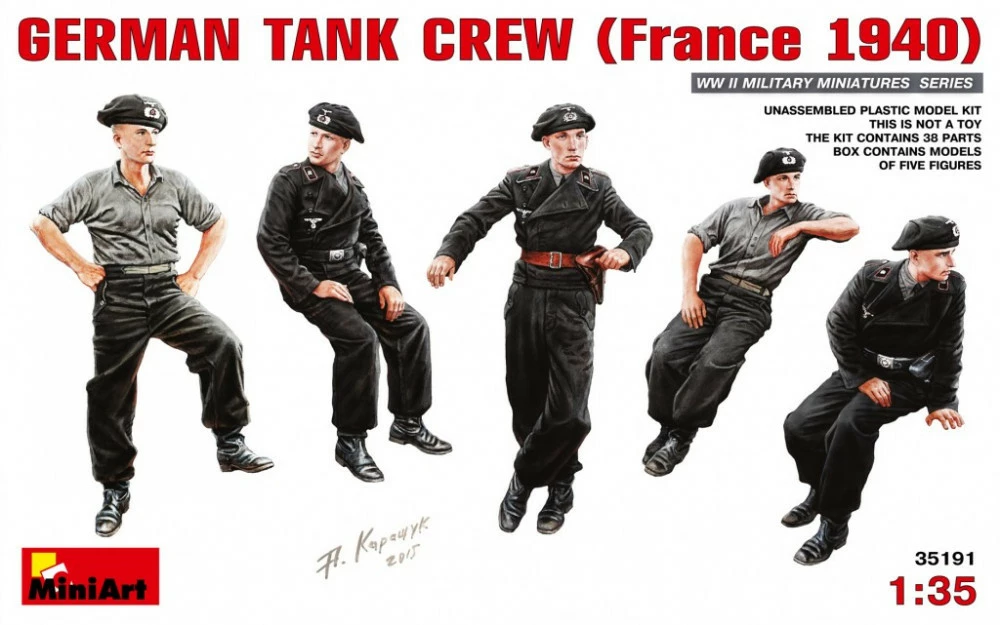 GERMAN TANK CREW (France 1940)
WW II MILITARY MINIATURES SERIES
UNASSEMBLED PLASTIC MODEL KIT
THIS IS NOT A TOY
THE KIT CONTAINS 38 PARTS
BOX CONTAINS MODELS
OF FIVE FIGURES
А. Каращук
2015
MiniArt
35191
1:35